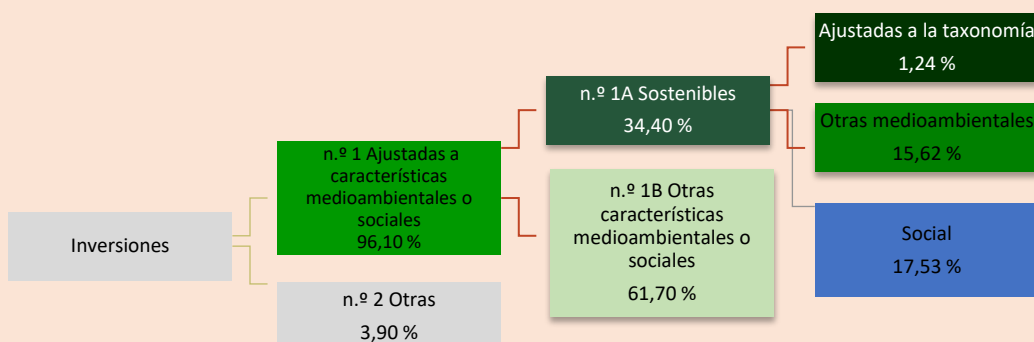 Inversiones
n.º 1 Ajustadas a
características
medioambientales o
sociales
96,10 %
n.º 2 Otras
3,90 %
n.º 1A Sostenibles
34,40 %
n.º 1B Otras
características
medioambientales o
sociales
61,70 %
Ajustadas a la taxonomía
1,24 %
Otras medioambientales
15,62 %
Social
17,53 %